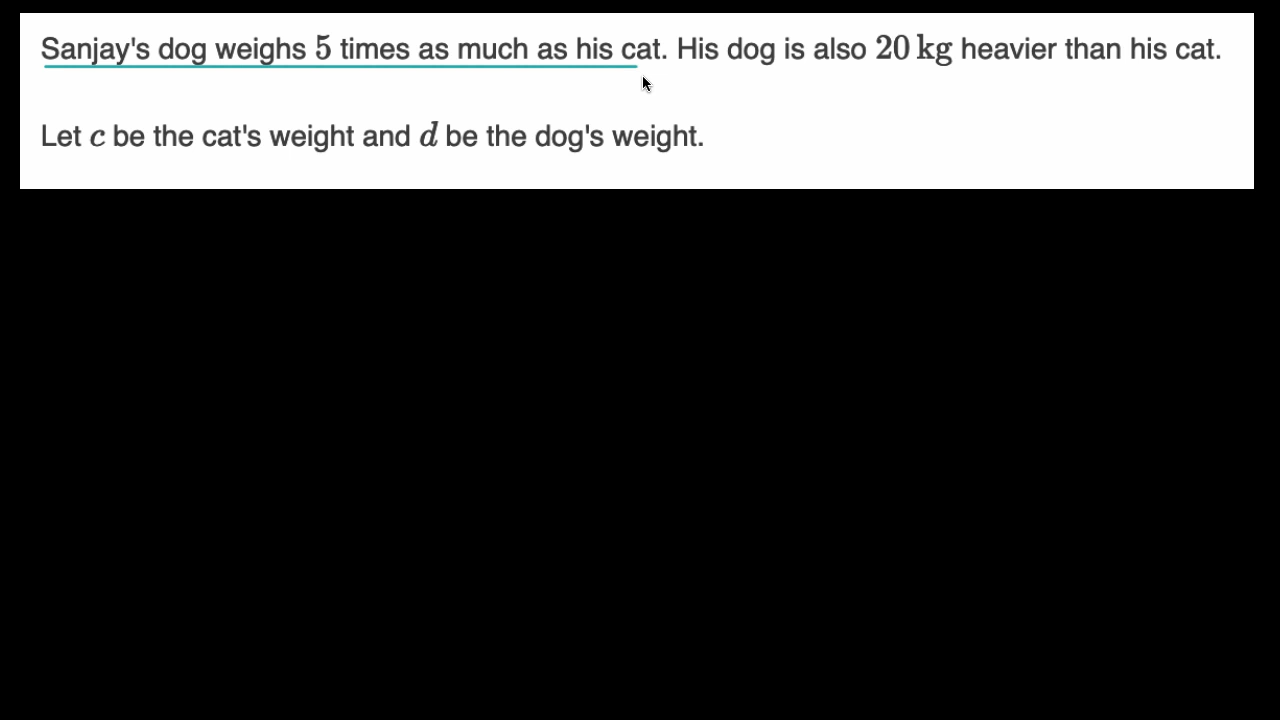 Sanjay's dog weighs 5 times as much as his cat. His dog is also 20 kg heavier than his cat.
Let c be the cat's weight and d be the dog's weight.